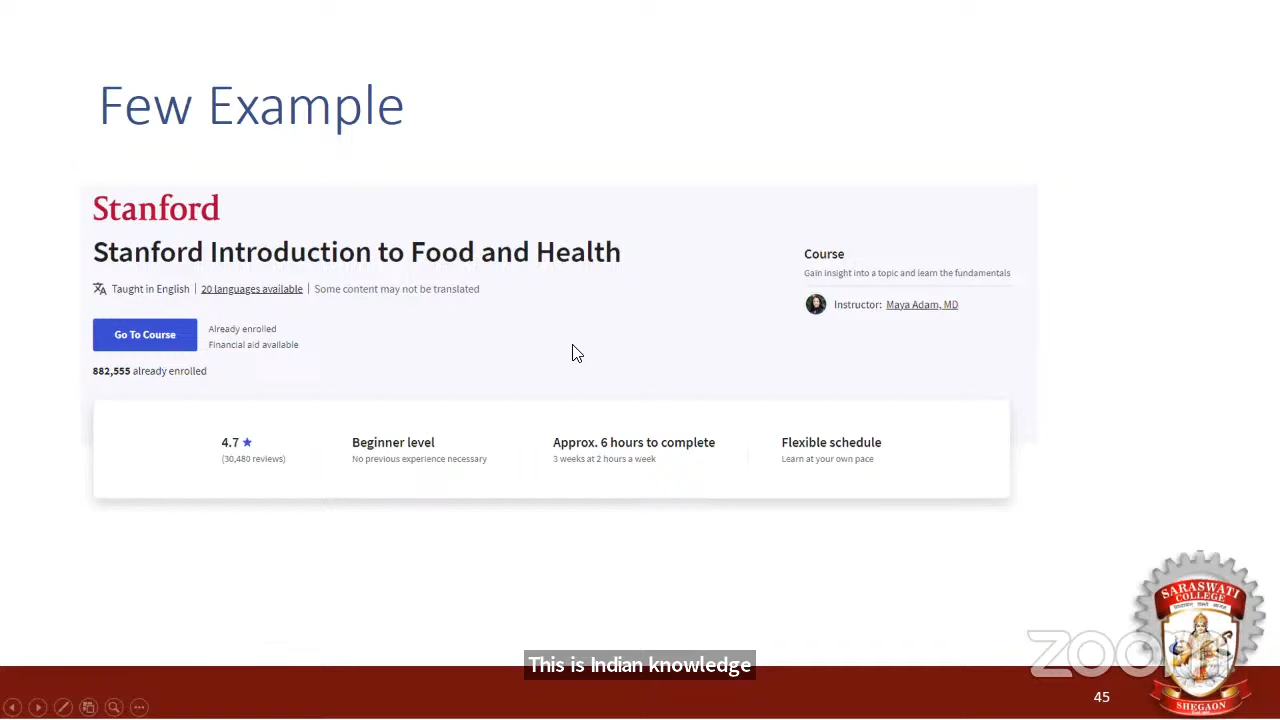 Few Example
Stanford
Stanford Introduction to Food and Health
Taught in English | 20 languages available | Some content may not be translated
Go To Course
Already enrolled
Financial aid available
882,555 already enrolled
Course
Gain insight into a topic and learn the fundamentals
Instructor: Maya Adam, MD
4.7
(30,480 reviews)
Beginner level
No previous experience necessary
Approx. 6 hours to complete
3 weeks at 2 hours a week
Flexible schedule
Learn at your own pace
SARASWATI
COLLEGE
zoom
SHEGAON
This is Indian knowledge
45